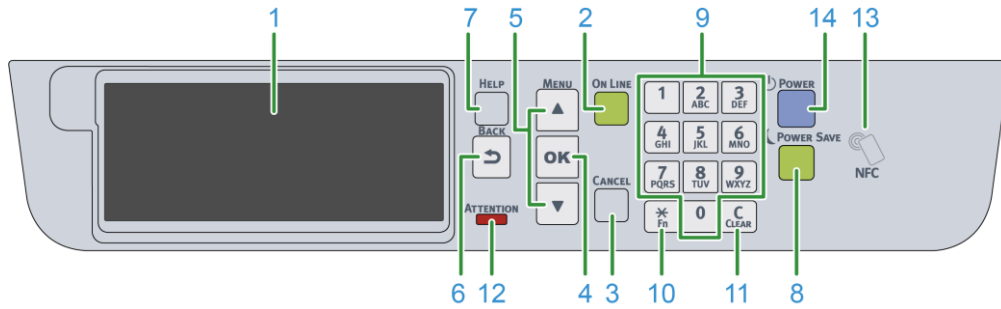 1
7
5
2
9
14
13
HELP
MENU
ON LINE
POWER
1
2
ABC
3
DEF
BACK
OK
4
GHI
5
JKL
6
MNO
POWER SAVE
NFC
CANCEL
7
PQRS
8
TUV
9
WXYZ
ATTENTION
Fn
0
C
CLEAR
6
12
4
3
10
11
8